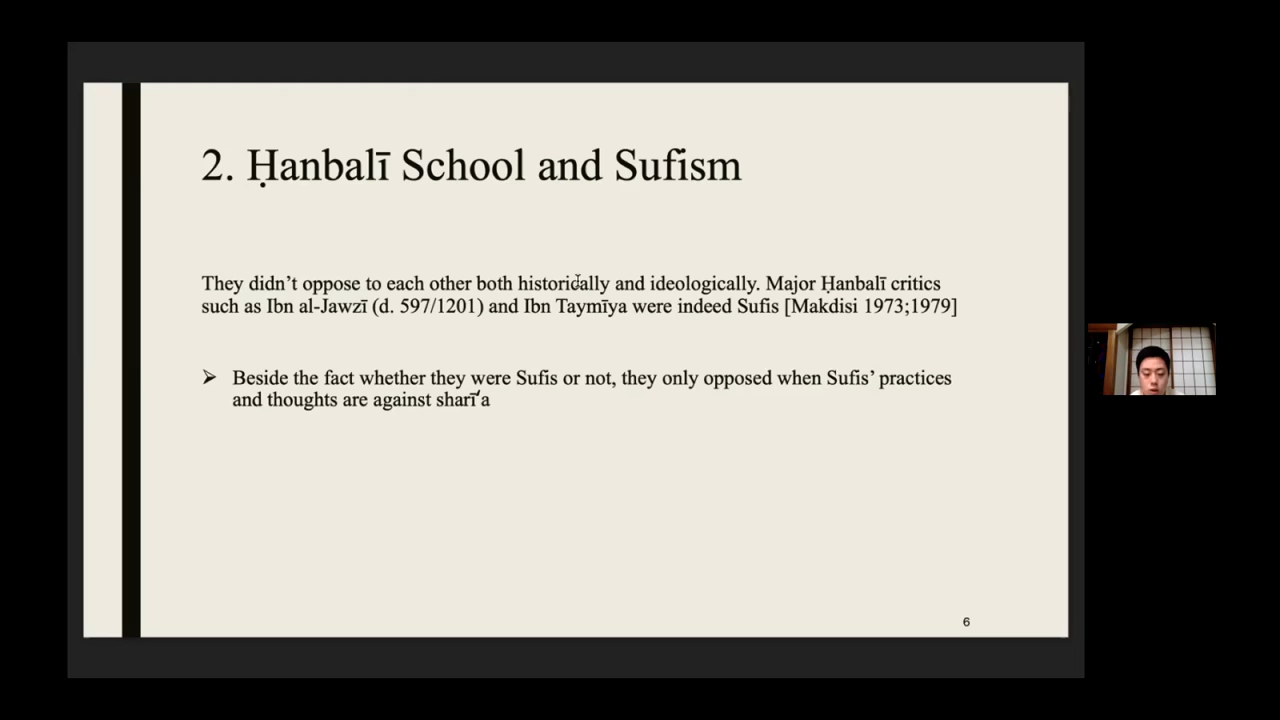 2. Ḥanbalī School and Sufism
They didn’t oppose to each other both historically and ideologically. Major Ḥanbalī critics
such as Ibn al-Jawzī (d. 597/1201) and Ibn Taymīya were indeed Sufis [Makdisi 1973;1979]
➢ Beside the fact whether they were Sufis or not, they only opposed when Sufis’ practices
and thoughts are against sharī‘a
6